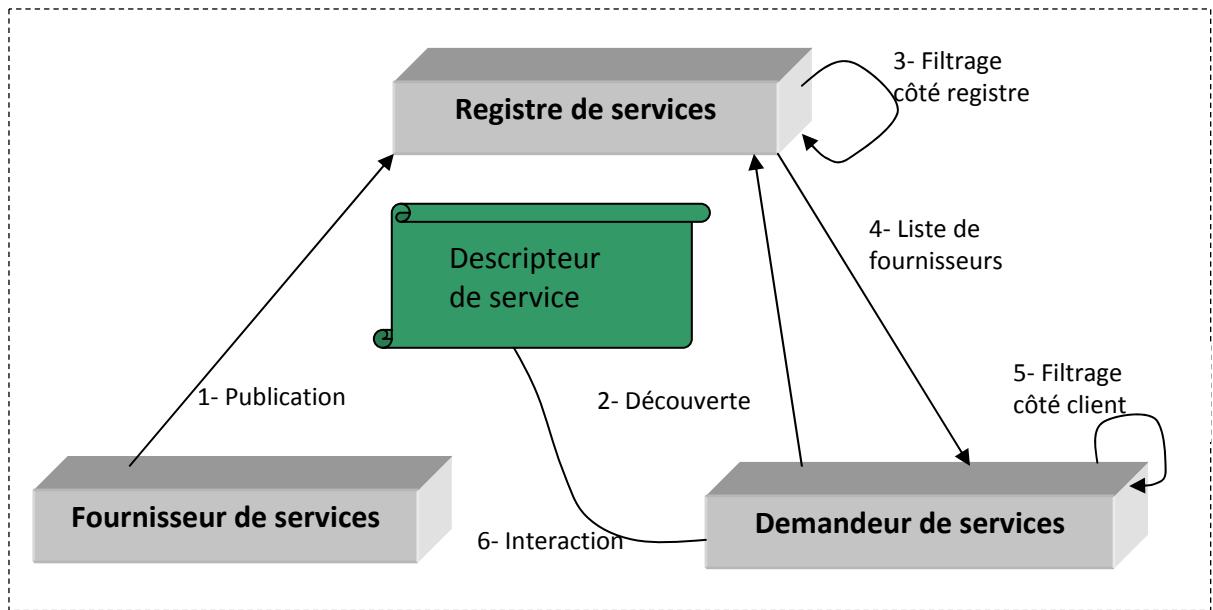 3- Filtrage
côté registre
Registre de services
4- Liste de
fournisseurs
Descripteur
de service
5- Filtrage
côté client
1- Publication
2- Découverte
Fournisseur de services
Demandeur de services
6- Interaction